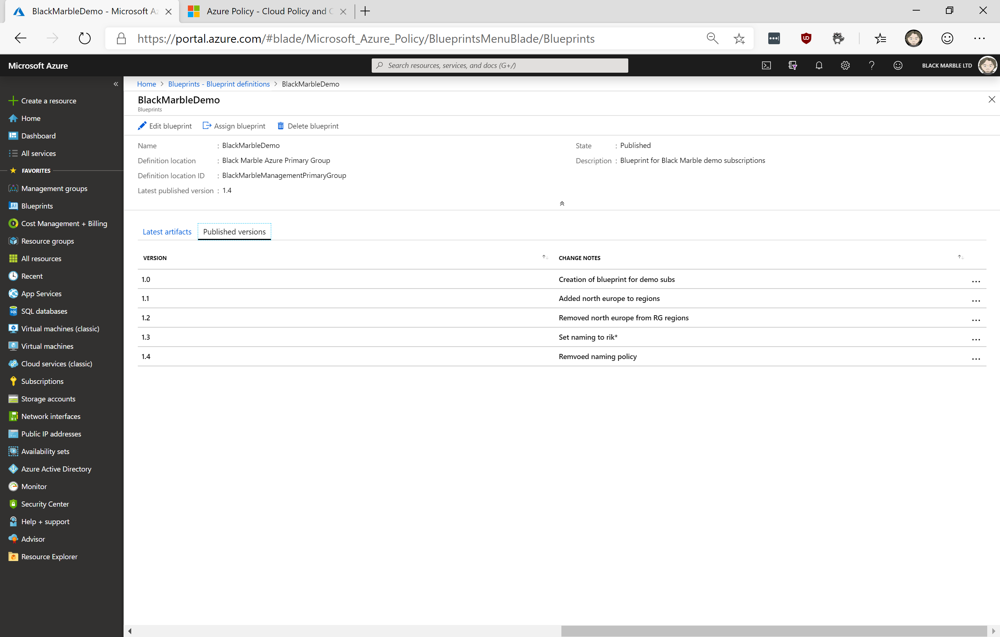 BlackMarbleDemo - Microsoft Az
Azure Policy - Cloud Policy and C
https://portal.azure.com/#blade/Microsoft_Azure_Policy/BlueprintsMenuBlade/Blueprints
Microsoft Azure
Search resources, services, and docs (G+/)
BLACK MARBLE LTD
Create a resource
Home
Dashboard
All services
FAVORITES
Management groups
Blueprints
Cost Management + Billing
Resource groups
All resources
Recent
App Services
SQL databases
Virtual machines (classic)
Virtual machines
Cloud services (classic)
Subscriptions
Storage accounts
Network interfaces
Public IP addresses
Availability sets
Azure Active Directory
Monitor
Security Center
Help + support
Advisor
Resource Explorer
Home > Blueprints - Blueprint definitions > BlackMarbleDemo
BlackMarbleDemo
Blueprints
Edit blueprint Assign blueprint Delete blueprint
Name : BlackMarbleDemo
Definition location : Black Marble Azure Primary Group
Definition location ID : BlackMarbleManagementPrimaryGroup
Latest published version : 1.4
State : Published
Description : Blueprint for Black Marble demo subscriptions
Latest artifacts Published versions
VERSION CHANGE NOTES
1.0 Creation of blueprint for demo subs
1.1 Added north europe to regions
1.2 Removed north europe from RG regions
1.3 Set naming to rik*
1.4 Remvoed naming policy